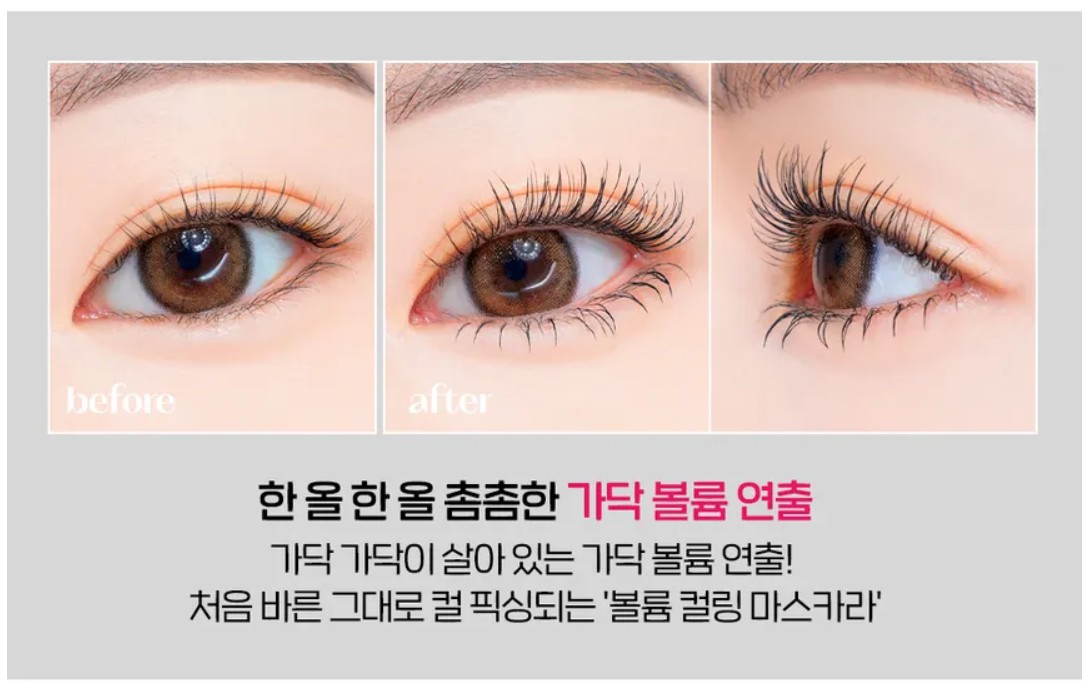 before
after
한 올 한 올 촘촘한 가닥 볼륨 연출
가닥 가닥이 살아 있는 가닥 볼륨 연출!
처음 바른 그대로 컬 픽싱되는 '볼륨 컬링 마스카라'